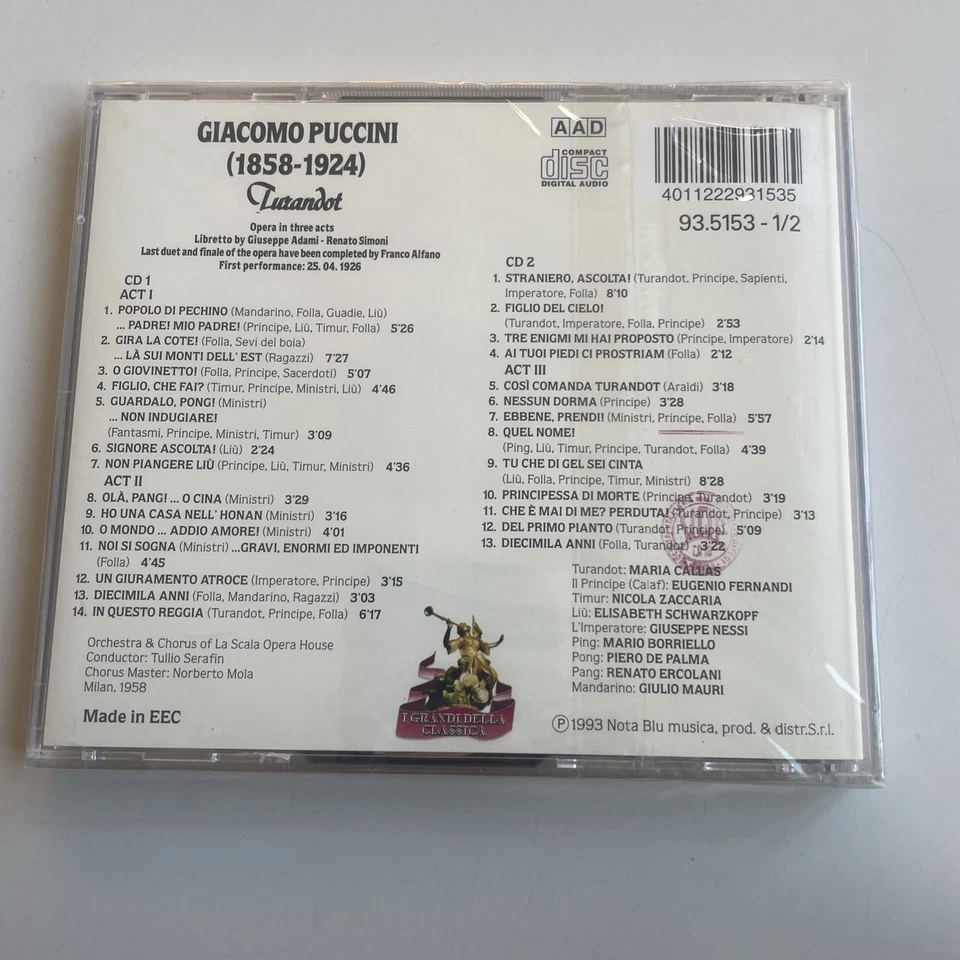 GIACOMO PUCCINI
(1858-1924)
Turandot
Opera in three acts
Libretto by Giuseppe Adami - Renato Simoni
Last duet and finale of the opera have been completed by Franco Alfano
First performance: 25. 04. 1926
CD 1
ACT I
1. POPOLO DI PECHINO (Mandarino, Folla, Guadie, Liù)
... PADRE! MIO PADRE! (Principe, Liù, Timur, Folla) 5'26
2. GIRA LA COTE! (Folla, Sevi del boia)
... LÀ SUI MONTI DELL' EST (Ragazzi) 7'27
3. O GIOVINETTO! (Folla, Principe, Sacerdoti) 5'07
4. FIGLIO, CHE FAI? (Timur, Principe, Ministri, Liù) 4'46
5. GUARDALO, PONG! (Ministri)
... NON INDUGIARE!
(Fantasmi, Principe, Ministri, Timur) 3'09
6. SIGNORE ASCOLTA! (Liù) 2'24
7. NON PIANGERE LIÙ (Principe, Liù, Timur, Ministri) 4'36
ACT II
8. OLÀ, PANG! ... O CINA (Ministri) 3'29
9. HO UNA CASA NELL' HONAN (Ministri) 3'16
10. O MONDO ... ADDIO AMORE! (Ministri) 4'01
11. NOI SI SOGNA (Ministri) ...GRAVI, ENORMI ED IMPONENTI
(Folla) 4'45
12. UN GIURAMENTO ATROCE (Imperatore, Principe) 3'15
13. DIECIMILA ANNI (Folla, Mandarino, Ragazzi) 3'03
14. IN QUESTO REGGIA (Turandot, Principe, Folla) 6'17
Orchestra & Chorus of La Scala Opera House
Conductor: Tullio Serafin
Chorus Master: Norberto Mola
Milan, 1958
Made in EEC
I GRANDI DELLA
CLASSICA
AAD
COMPACT
disc
DIGITAL AUDIO
4011222931535
93.5153 - 1/2
CD 2
1. STRANIERO, ASCOLTA! (Turandot, Principe, Sapienti,
Imperatore, Folla) 8'10
2. FIGLIO DEL CIELO!
(Turandot, Imperatore, Folla, Principe) 2'53
3. TRE ENIGMI MI HAI PROPOSTO (Principe, Imperatore) 2'14
4. AI TUOI PIEDI CI PROSTRIAM (Folla) 2'12
ACT III
5. COSÌ COMANDA TURANDOT (Araldi) 3'18
6. NESSUN DORMA (Principe) 3'28
7. EBBENE, PRENDI! (Ministri, Principe, Folla) 5'57
8. QUEL NOME!
(Ping, Liù, Timur, Principe, Turandot, Folla) 4'39
9. TU CHE DI GEL SEI CINTA
(Liù, Folla, Principe, Timur, Ministri) 8'28
10. PRINCIPESSA DI MORTE (Principe, Turandot) 3'19
11. CHE È MAI DI ME? PERDUTA! (Turandot, Principe) 3'13
12. DEL PRIMO PIANTO (Turandot, Principe) 5'09
13. DIECIMILA ANNI (Folla, Turandot) 3'22
Turandot: MARIA CALLAS
Il Principe (Calaf): EUGENIO FERNANDI
Timur: NICOLA ZACCARIA
Liù: ELISABETH SCHWARZKOPF
L'Imperatore: GIUSEPPE NESSI
Ping: MARIO BORRIELLO
Pong: PIERO DE PALMA
Pang: RENATO ERCOLANI
Mandarino: GIULIO MAURI
Ⓟ 1993 Nota Blu musica, prod. & distr.S.r.l.